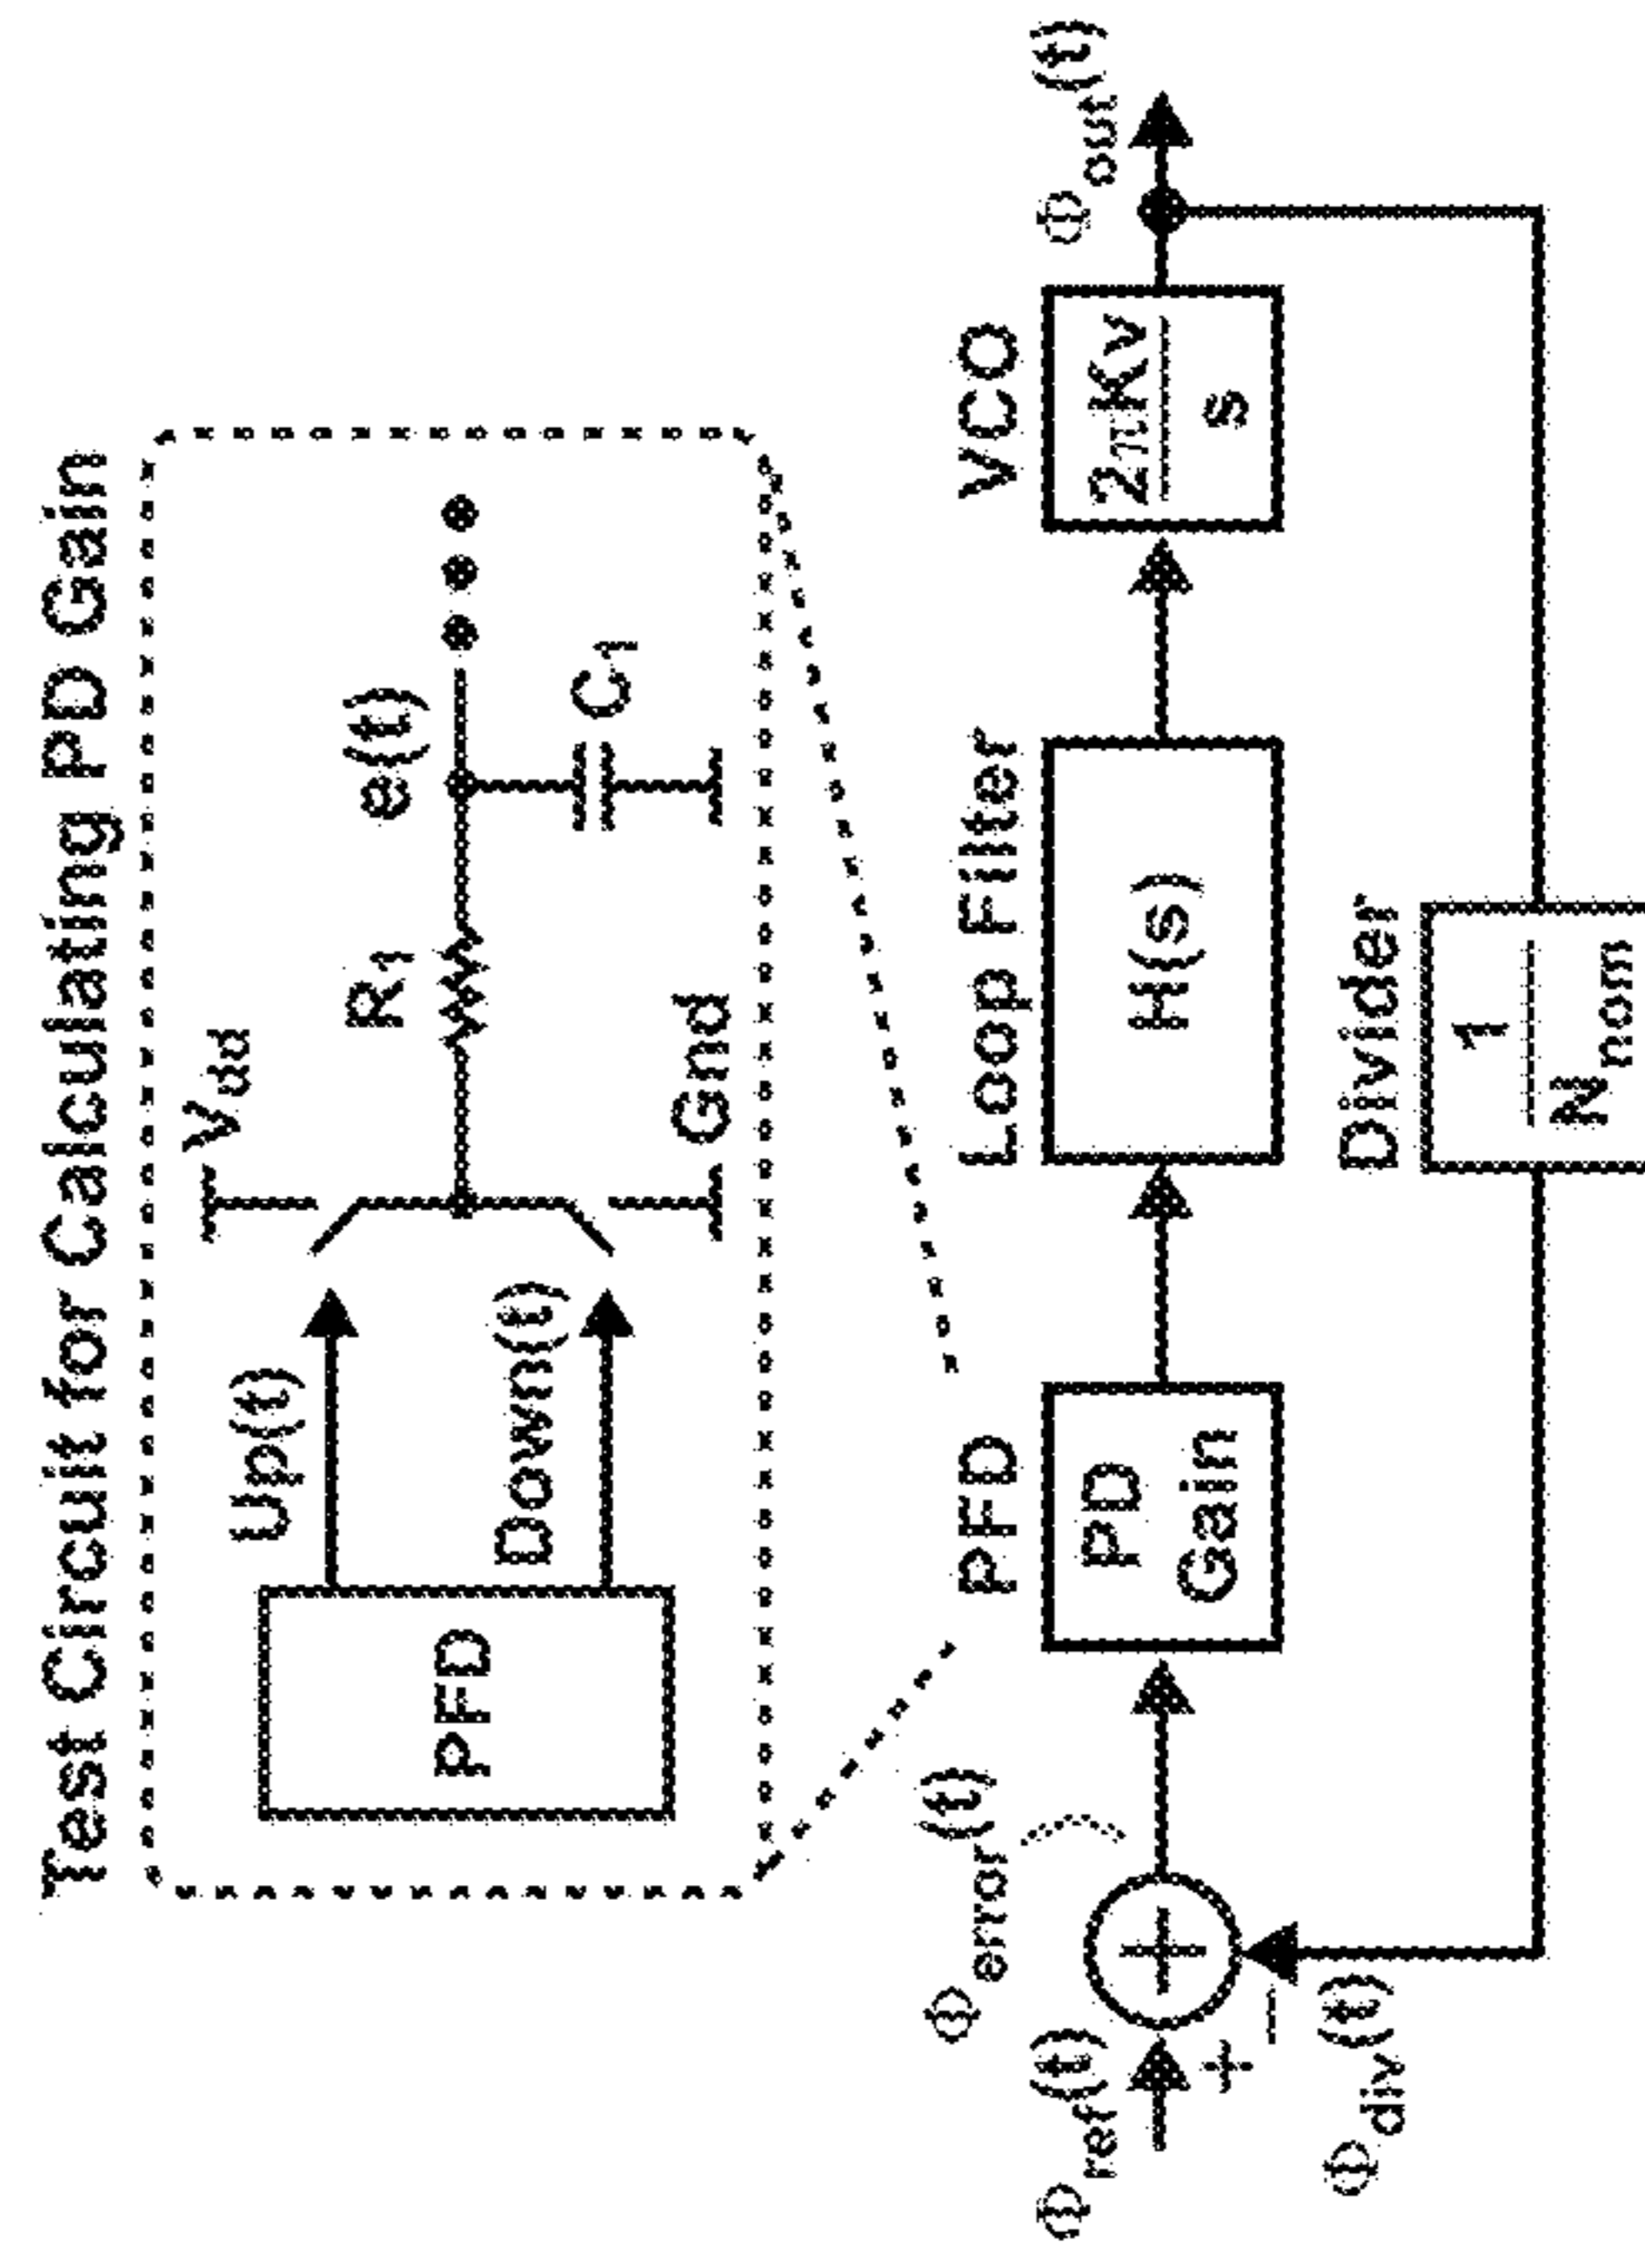 Test Circuit for Calculating PD Gain
Vdd
Up(t)
R1
e(t)
PFD
Down(t)
C1
Gnd
Φerror(t)
PFD
Loop Filter
VCO
Φref(t)
Φout(t)
PD
Gain
H(s)
2πKv
s
+
−
Φdiv(t)
Divider
1
Nnom